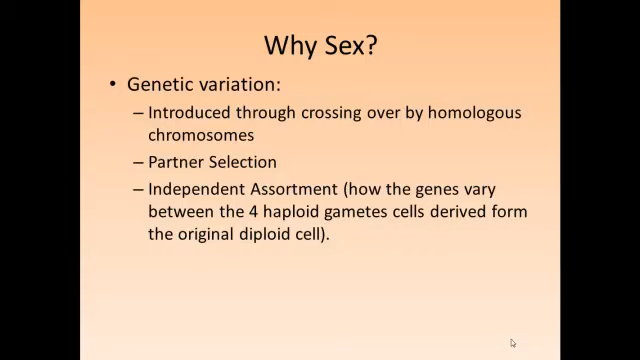 Why Sex?
• Genetic variation:
– Introduced through crossing over by homologous
chromosomes
– Partner Selection
– Independent Assortment (how the genes vary
between the 4 haploid gametes cells derived form
the original diploid cell).